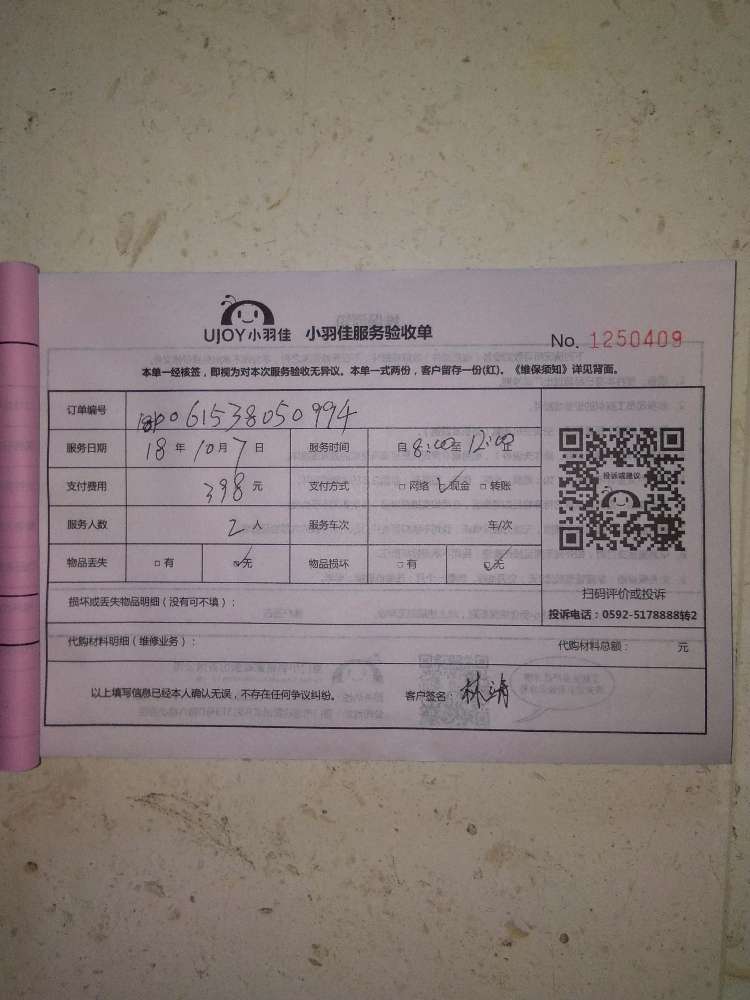 UJOY小羽佳 小羽佳服务验收单
No. 1250409
本单一经核签，即视为对本次服务验收无异议。本单一式两份，客户留存一份(红)。《维保须知》详见背面。
订单编号 061538050994
服务日期 18 年 10 月 7 日 服务时间 自 8:00 至 12:00 止
支付费用 398 元 支付方式 □ 网络 ☑ 现金 □ 转账
服务人数 2 人 服务车次 车/次
物品丢失 □ 有 ☑ 无 物品损坏 □ 有 ☑ 无
投诉或建议
扫码评价或投诉
投诉电话：0592-5178888转2
损坏或丢失物品明细（没有可不填）：
代购材料明细（维修业务）： 代购材料总额： 元
以上填写信息已经本人确认无误，不存在任何争议纠纷。 客户签名：林靖